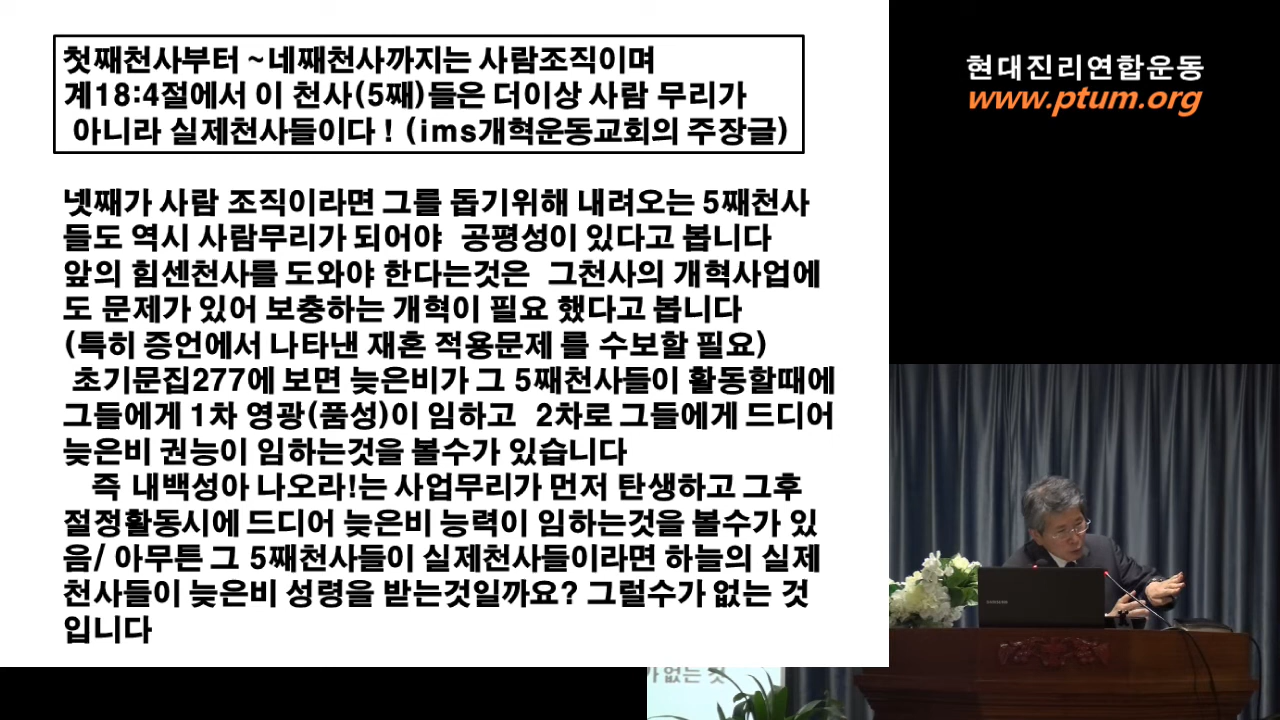 첫째천사부터 ~네째천사까지는 사람조직이며
계18:4절에서 이 천사(5째)들은 더이상 사람 무리가
아니라 실제천사들이다 ! (ims개혁운동교회의 주장글)
넷째가 사람 조직이라면 그를 돕기위해 내려오는 5째천사
들도 역시 사람무리가 되어야 공평성이 있다고 봅니다
앞의 힘센천사를 도와야 한다는것은 그천사의 개혁사업에
도 문제가 있어 보충하는 개혁이 필요 했다고 봅니다
(특히 증언에서 나타낸 재혼 적용문제 를 수보할 필요)
초기문집277에 보면 늦은비가 그 5째천사들이 활동할때에
그들에게 1차 영광(품성)이 임하고 2차로 그들에게 드디어
늦은비 권능이 임하는것을 볼수가 있습니다
즉 내백성아 나오라!는 사업무리가 먼저 탄생하고 그후
절정활동시에 드디어 늦은비 능력이 임하는것을 볼수가 있
음/ 아무튼 그 5째천사들이 실제천사들이라면 하늘의 실제
천사들이 늦은비 성령을 받는것일까요? 그럴수가 없는 것
입니다
현대진리연합운동
www.ptum.org
SAMSUNG
가 없는 것